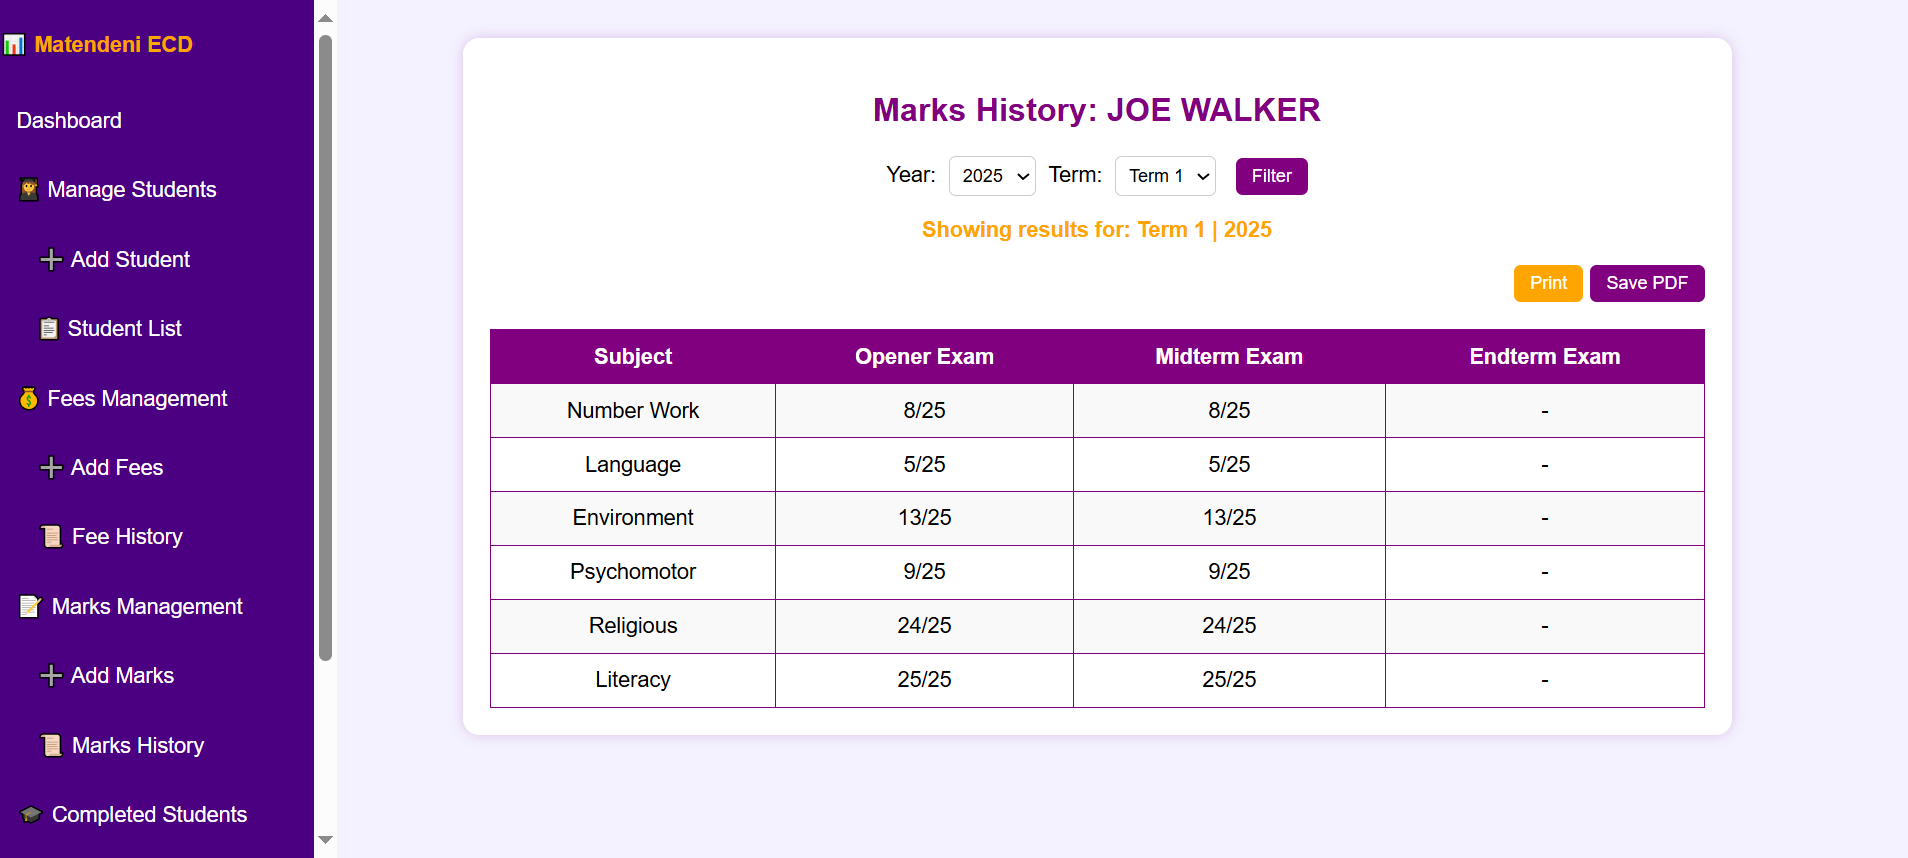 Matendeni ECD
Dashboard
Manage Students
Add Student
Student List
Fees Management
Add Fees
Fee History
Marks Management
Add Marks
Marks History
Completed Students
Marks History: JOE WALKER
Year: 2025 Term: Term 1 Filter
Showing results for: Term 1 | 2025
Print Save PDF
Subject Opener Exam Midterm Exam Endterm Exam
Number Work 8/25 8/25 -
Language 5/25 5/25 -
Environment 13/25 13/25 -
Psychomotor 9/25 9/25 -
Religious 24/25 24/25 -
Literacy 25/25 25/25 -